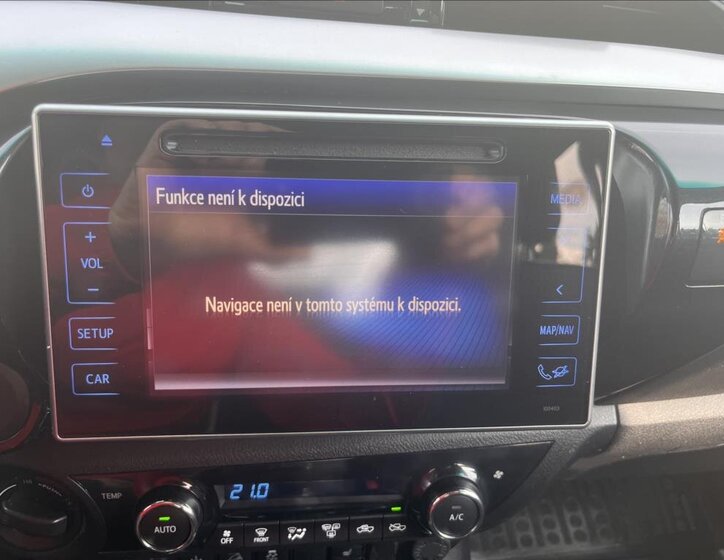 Funkce není k dispozici
MEDIA
VOL
Navigace není v tomto systému k dispozici.
SETUP
MAP/NAV
CAR
100403
TEMP
21.0
AUTO
OFF
FRONT
A/C